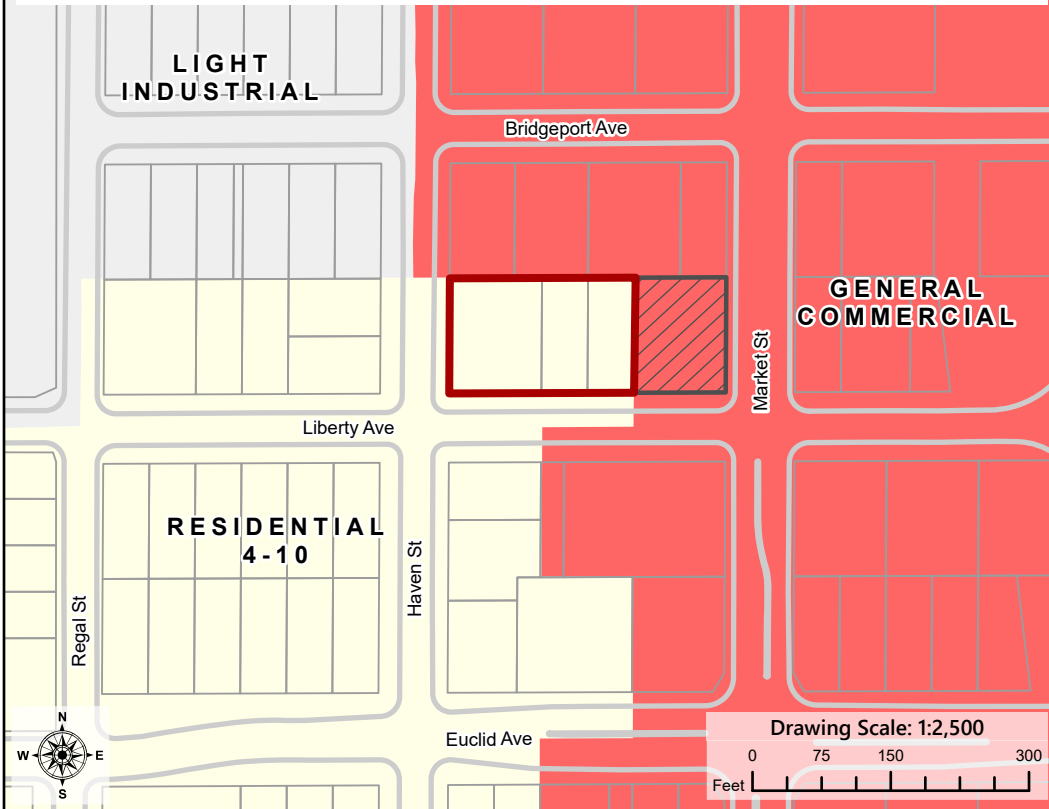 LIGHT
INDUSTRIAL
Bridgeport Ave
GENERAL
COMMERCIAL
Market St
Liberty Ave
RESIDENTIAL
4-10
Haven St
Regal St
N
W
E
S
Euclid Ave
Drawing Scale: 1:2,500
0 75 150 300
Feet